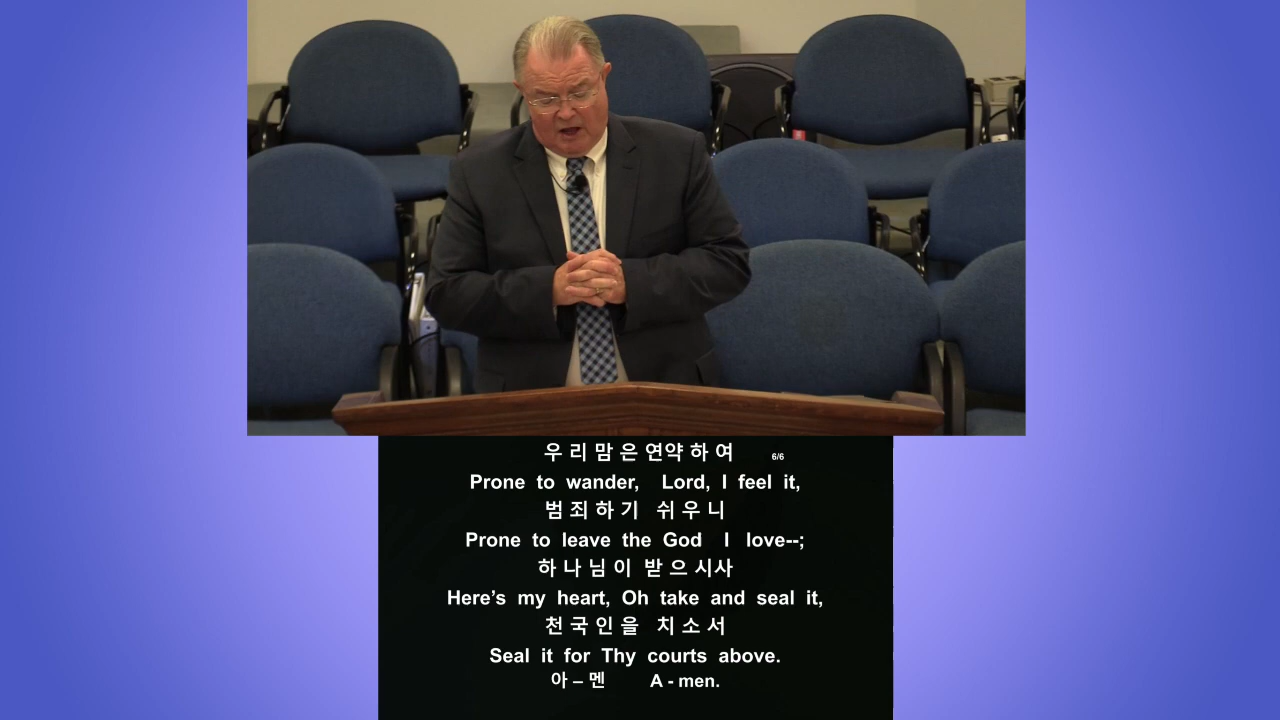 우 리 맘 은 연약 하 여 6/6
Prone to wander, Lord, I feel it,
범 죄 하 기 쉬 우 니
Prone to leave the God I love--;
하 나 님 이 받 으 시사
Here's my heart, Oh take and seal it,
천 국 인 을 치 소 서
Seal it for Thy courts above.
아 – 멘 A - men.